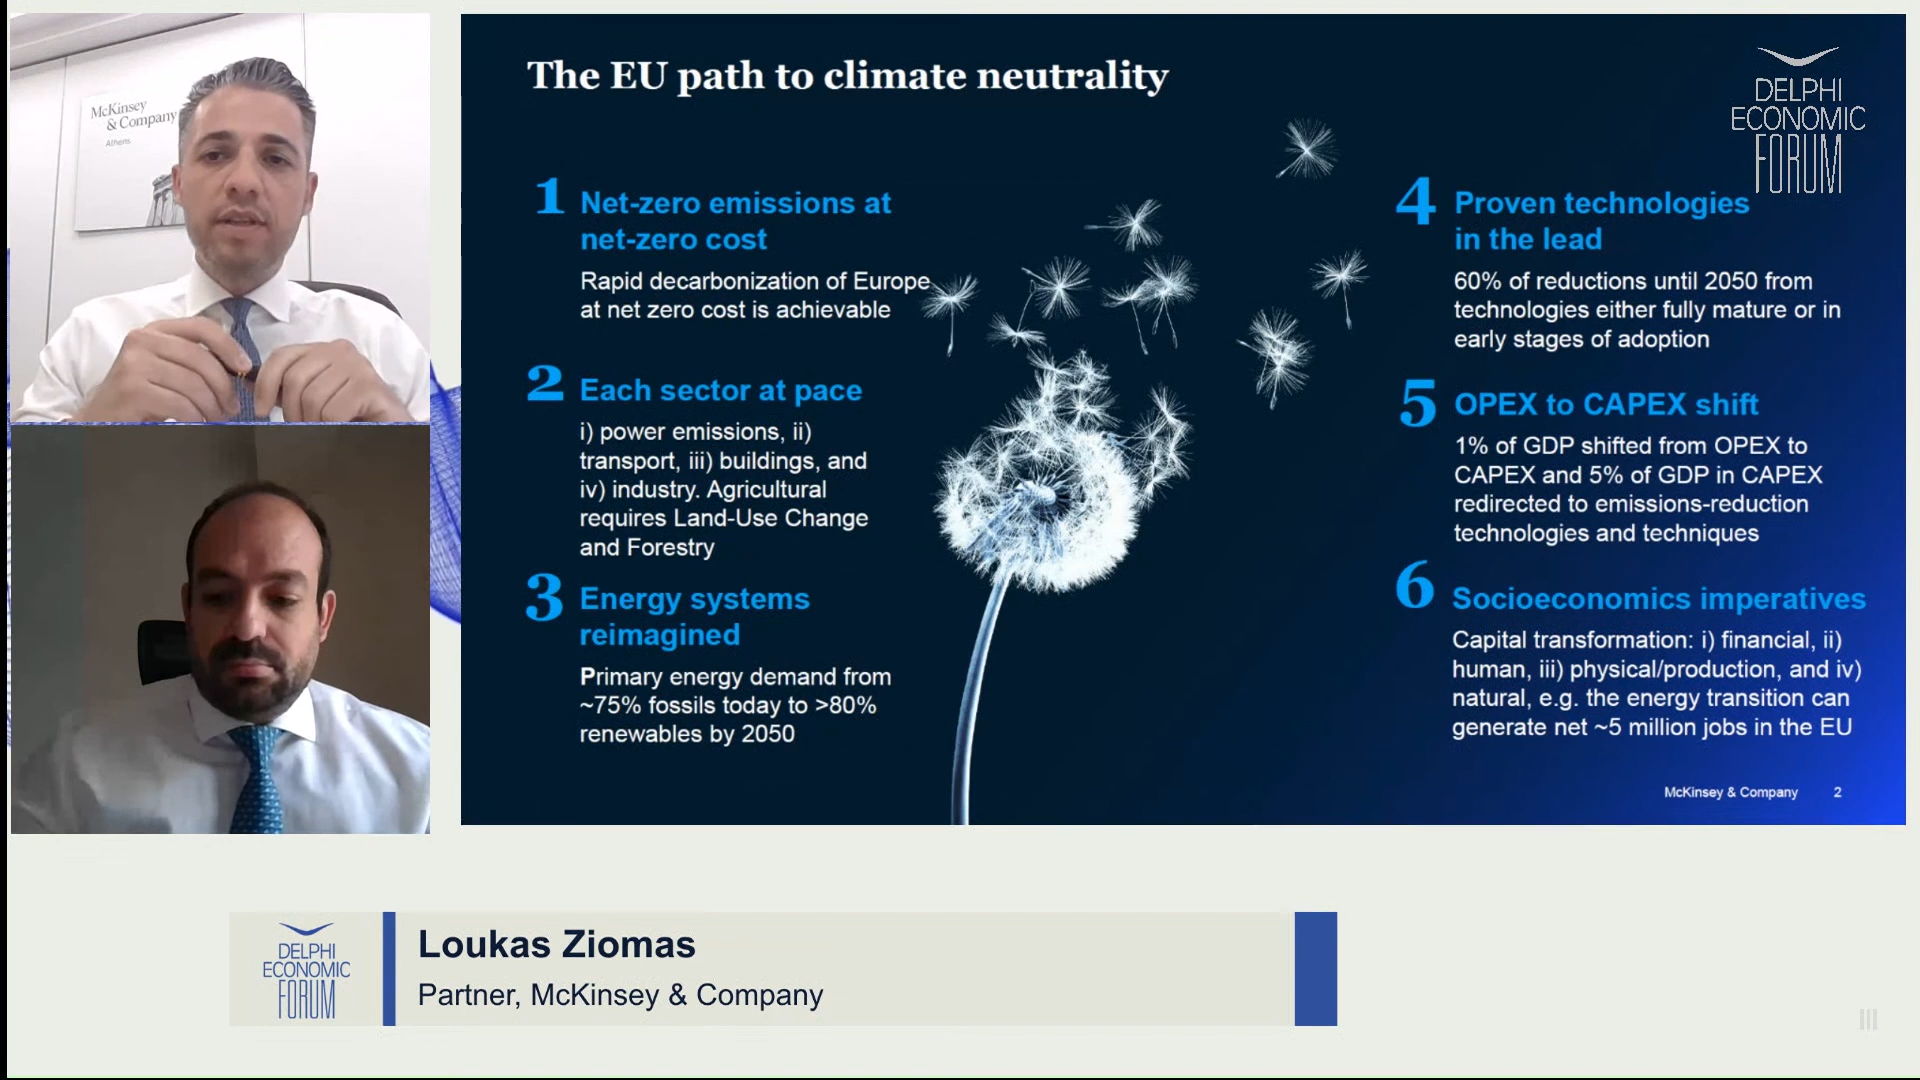 McKinsey
& Company
Athens
The EU path to climate neutrality
DELPHI
ECONOMIC
FORUM
1 Net-zero emissions at
net-zero cost
Rapid decarbonization of Europe
at net zero cost is achievable
2 Each sector at pace
i) power emissions, ii)
transport, iii) buildings, and
iv) industry. Agricultural
requires Land-Use Change
and Forestry
3 Energy systems
reimagined
Primary energy demand from
~75% fossils today to >80%
renewables by 2050
4 Proven technologies
in the lead
60% of reductions until 2050 from
technologies either fully mature or in
early stages of adoption
5 OPEX to CAPEX shift
1% of GDP shifted from OPEX to
CAPEX and 5% of GDP in CAPEX
redirected to emissions-reduction
technologies and techniques
6 Socioeconomics imperatives
Capital transformation: i) financial, ii)
human, iii) physical/production, and iv)
natural, e.g. the energy transition can
generate net ~5 million jobs in the EU
McKinsey & Company 2
DELPHI
ECONOMIC
FORUM
Loukas Ziomas
Partner, McKinsey & Company